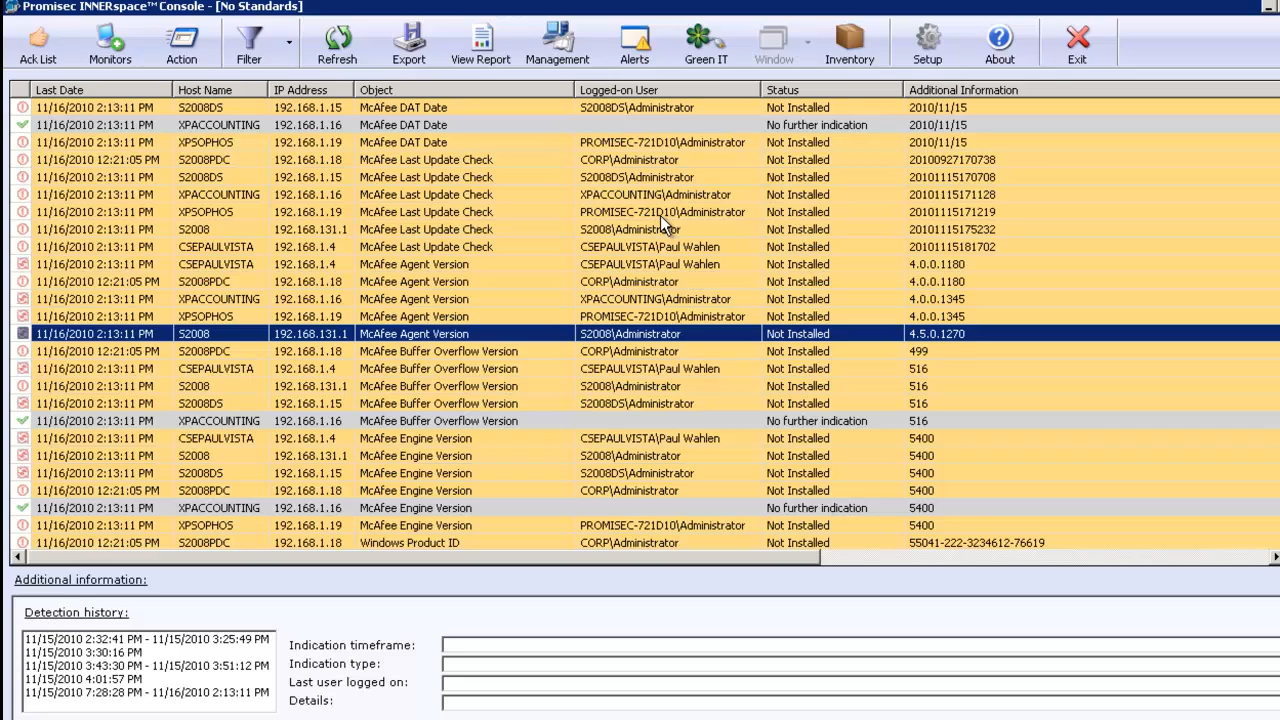 Promisec INNERspace™ Console - [No Standards]
Ack List Monitors Action Filter Refresh Export View Report Management Alerts Green IT Window Inventory Setup About Exit
Last Date Host Name IP Address Object Logged-on User Status Additional Information
11/16/2010 2:13:11 PM S2008DS 192.168.1.15 McAfee DAT Date S2008DS\Administrator Not Installed 2010/11/15
11/16/2010 2:13:11 PM XPACCOUNTING 192.168.1.16 McAfee DAT Date No further indication 2010/11/15
11/16/2010 2:13:11 PM XPSOPHOS 192.168.1.19 McAfee DAT Date PROMISEC-721D10\Administrator Not Installed 2010/11/15
11/16/2010 12:21:05 PM S2008PDC 192.168.1.18 McAfee Last Update Check CORP\Administrator Not Installed 20100927170738
11/16/2010 2:13:11 PM S2008DS 192.168.1.15 McAfee Last Update Check S2008DS\Administrator Not Installed 20101115170708
11/16/2010 2:13:11 PM XPACCOUNTING 192.168.1.16 McAfee Last Update Check XPACCOUNTING\Administrator Not Installed 20101115171128
11/16/2010 2:13:11 PM XPSOPHOS 192.168.1.19 McAfee Last Update Check PROMISEC-721D10\Administrator Not Installed 20101115171219
11/16/2010 2:13:11 PM S2008 192.168.131.1 McAfee Last Update Check S2008\Administrator Not Installed 20101115175232
11/16/2010 2:13:11 PM CSEPAULVISTA 192.168.1.4 McAfee Last Update Check CSEPAULVISTA\Paul Wahlen Not Installed 20101115181702
11/16/2010 2:13:11 PM CSEPAULVISTA 192.168.1.4 McAfee Agent Version CSEPAULVISTA\Paul Wahlen Not Installed 4.0.0.1180
11/16/2010 12:21:05 PM S2008PDC 192.168.1.18 McAfee Agent Version CORP\Administrator Not Installed 4.0.0.1180
11/16/2010 2:13:11 PM XPACCOUNTING 192.168.1.16 McAfee Agent Version XPACCOUNTING\Administrator Not Installed 4.0.0.1345
11/16/2010 2:13:11 PM XPSOPHOS 192.168.1.19 McAfee Agent Version PROMISEC-721D10\Administrator Not Installed 4.0.0.1345
11/16/2010 2:13:11 PM S2008 192.168.131.1 McAfee Agent Version S2008\Administrator Not Installed 4.5.0.1270
11/16/2010 12:21:05 PM S2008PDC 192.168.1.18 McAfee Buffer Overflow Version CORP\Administrator Not Installed 499
11/16/2010 2:13:11 PM CSEPAULVISTA 192.168.1.4 McAfee Buffer Overflow Version CSEPAULVISTA\Paul Wahlen Not Installed 516
11/16/2010 2:13:11 PM S2008 192.168.131.1 McAfee Buffer Overflow Version S2008\Administrator Not Installed 516
11/16/2010 2:13:11 PM S2008DS 192.168.1.15 McAfee Buffer Overflow Version S2008DS\Administrator Not Installed 516
11/16/2010 2:13:11 PM XPACCOUNTING 192.168.1.16 McAfee Buffer Overflow Version No further indication 516
11/16/2010 2:13:11 PM CSEPAULVISTA 192.168.1.4 McAfee Engine Version CSEPAULVISTA\Paul Wahlen Not Installed 5400
11/16/2010 2:13:11 PM S2008 192.168.131.1 McAfee Engine Version S2008\Administrator Not Installed 5400
11/16/2010 2:13:11 PM S2008DS 192.168.1.15 McAfee Engine Version S2008DS\Administrator Not Installed 5400
11/16/2010 12:21:05 PM S2008PDC 192.168.1.18 McAfee Engine Version CORP\Administrator Not Installed 5400
11/16/2010 2:13:11 PM XPACCOUNTING 192.168.1.16 McAfee Engine Version No further indication 5400
11/16/2010 2:13:11 PM XPSOPHOS 192.168.1.19 McAfee Engine Version PROMISEC-721D10\Administrator Not Installed 5400
11/16/2010 12:21:05 PM S2008PDC 192.168.1.18 Windows Product ID CORP\Administrator Not Installed 55041-222-3234612-76619
Additional information:
Detection history:
11/15/2010 2:32:41 PM - 11/15/2010 3:25:49 PM
11/15/2010 3:30:16 PM
11/15/2010 3:43:30 PM - 11/15/2010 3:51:12 PM
11/15/2010 4:01:57 PM
11/15/2010 7:28:28 PM - 11/16/2010 2:13:11 PM
Indication timeframe:
Indication type:
Last user logged on:
Details: